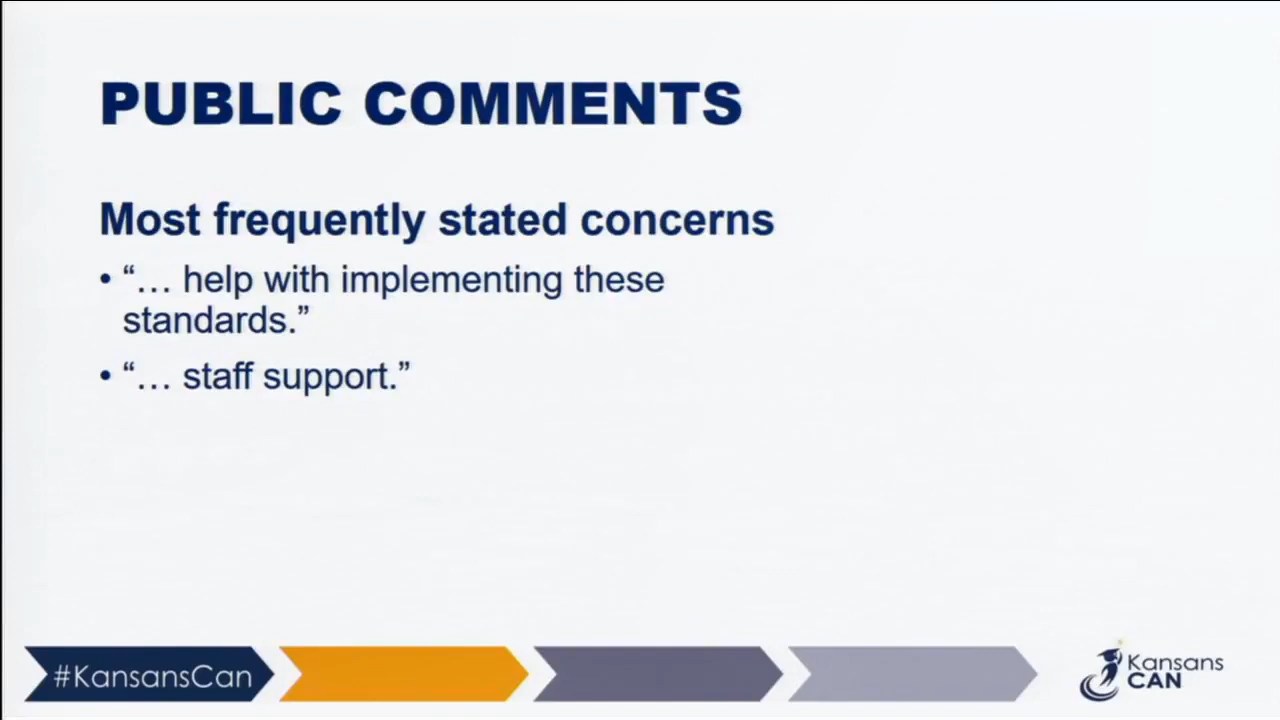 PUBLIC COMMENTS
Most frequently stated concerns
• “… help with implementing these
standards.”
• “… staff support.”
#KansansCan
Kansans
CAN